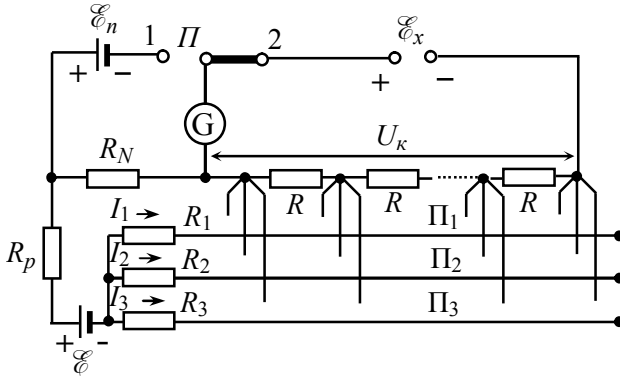 ℰn 1 П 2 ℰx
+ - + -
G
Uк
RN
R R R
I1 R1 П1
Rp I2 R2 П2
I3 R3 П3
+ -
ℰ